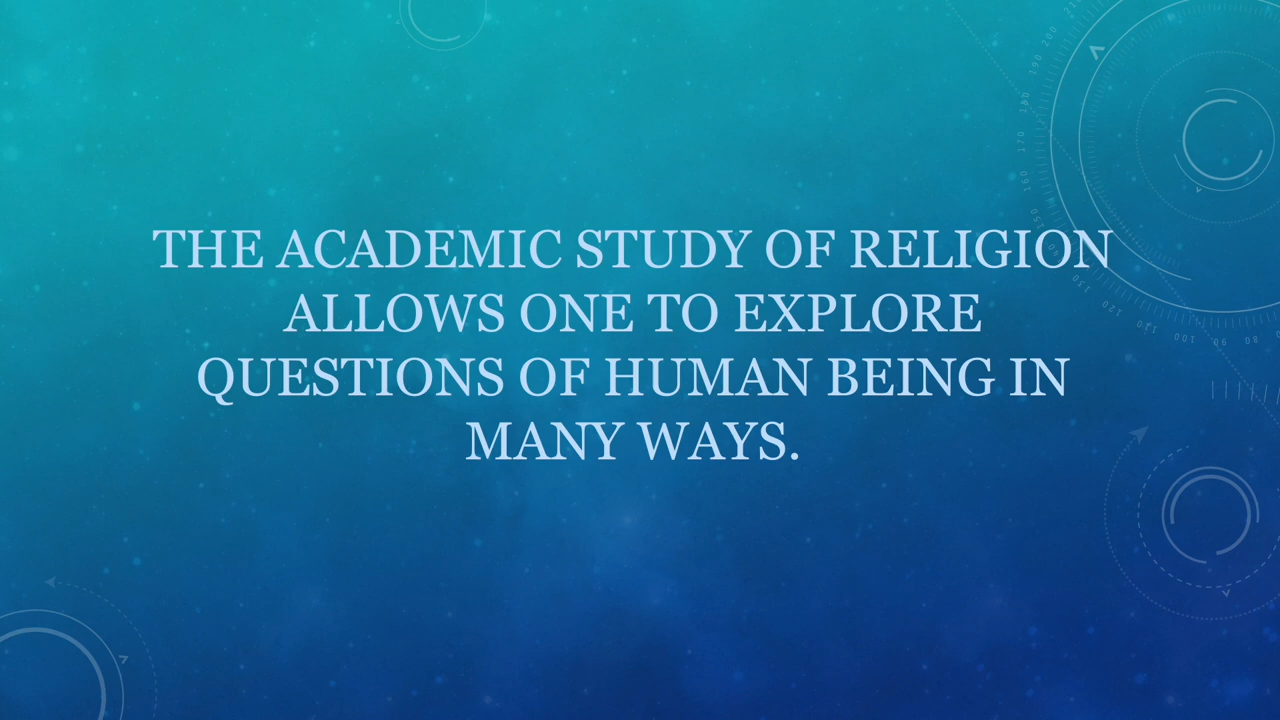 THE ACADEMIC STUDY OF RELIGION
ALLOWS ONE TO EXPLORE
QUESTIONS OF HUMAN BEING IN
MANY WAYS.